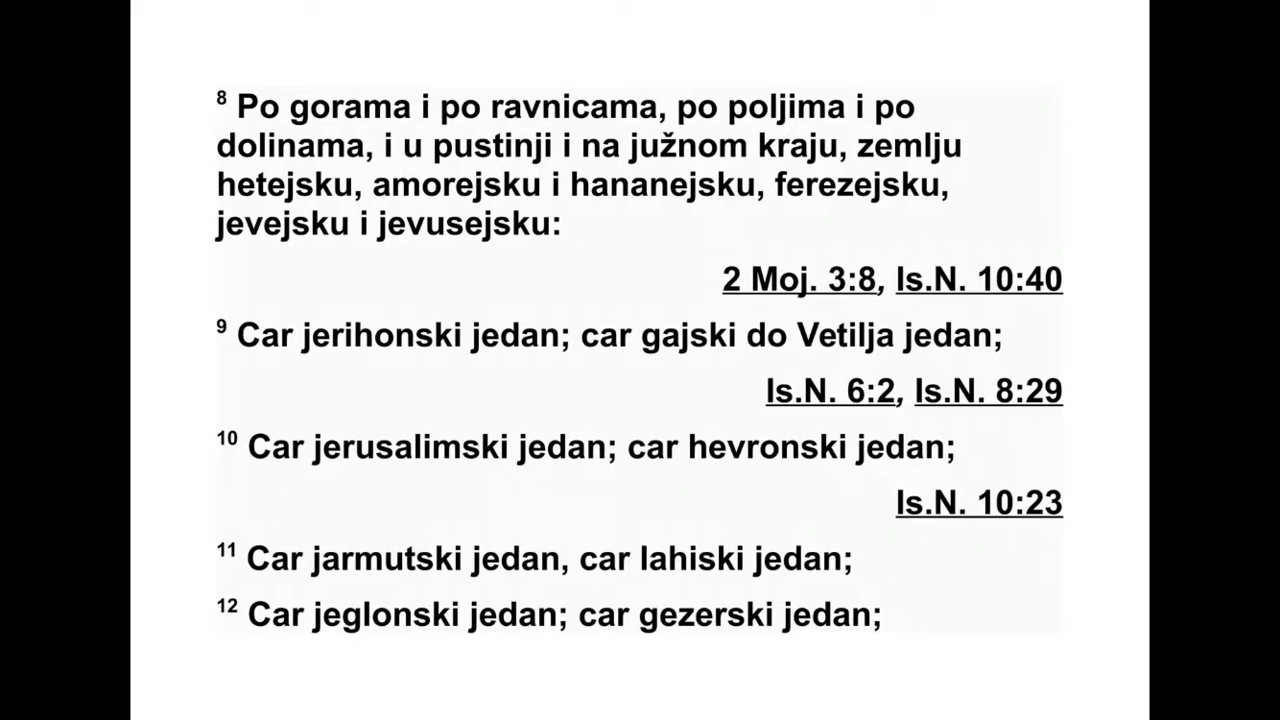 8 Po gorama i po ravnicama, po poljima i po
dolinama, i u pustinji i na južnom kraju, zemlju
hetejsku, amorejsku i hananejsku, ferezejsku,
jevejsku i jevusejsku:
2 Moj. 3:8, Is.N. 10:40
9 Car jerihonski jedan; car gajski do Vetilja jedan;
Is.N. 6:2, Is.N. 8:29
10 Car jerusalimski jedan; car hevronski jedan;
Is.N. 10:23
11 Car jarmutski jedan, car lahiski jedan;
12 Car jeglonski jedan; car gezerski jedan;